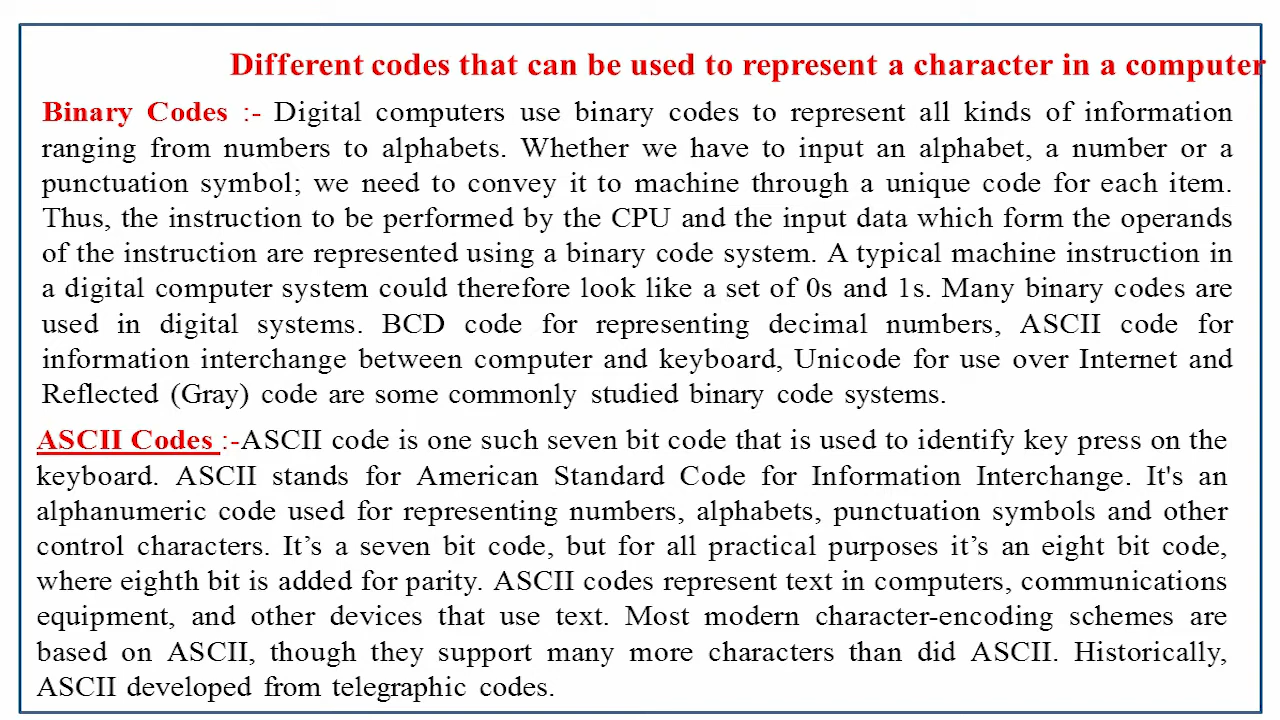 Different codes that can be used to represent a character in a computer
Binary Codes :- Digital computers use binary codes to represent all kinds of information
ranging from numbers to alphabets. Whether we have to input an alphabet, a number or a
punctuation symbol; we need to convey it to machine through a unique code for each item.
Thus, the instruction to be performed by the CPU and the input data which form the operands
of the instruction are represented using a binary code system. A typical machine instruction in
a digital computer system could therefore look like a set of 0s and 1s. Many binary codes are
used in digital systems. BCD code for representing decimal numbers, ASCII code for
information interchange between computer and keyboard, Unicode for use over Internet and
Reflected (Gray) code are some commonly studied binary code systems.
ASCII Codes :-ASCII code is one such seven bit code that is used to identify key press on the
keyboard. ASCII stands for American Standard Code for Information Interchange. It's an
alphanumeric code used for representing numbers, alphabets, punctuation symbols and other
control characters. It’s a seven bit code, but for all practical purposes it’s an eight bit code,
where eighth bit is added for parity. ASCII codes represent text in computers, communications
equipment, and other devices that use text. Most modern character-encoding schemes are
based on ASCII, though they support many more characters than did ASCII. Historically,
ASCII developed from telegraphic codes.